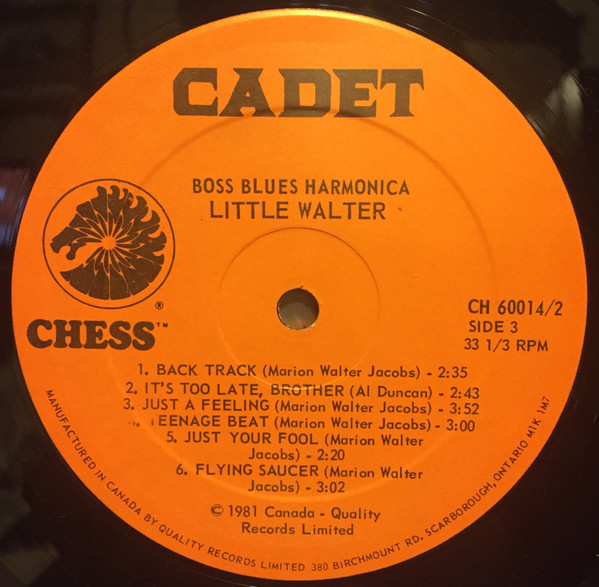 CADET
BOSS BLUES HARMONICA
LITTLE WALTER
®
CHESS™
CH 60014/2
SIDE 3
33 1/3 RPM
1. BACK TRACK (Marion Walter Jacobs) - 2:35
2. IT'S TOO LATE, BROTHER (Al Duncan) - 2:43
3. JUST A FEELING (Marion Walter Jacobs) - 3:52
4. TEENAGE BEAT (Marion Walter Jacobs) - 3:00
5. JUST YOUR FOOL (Marion Walter
Jacobs) - 2:20
6. FLYING SAUCER (Marion Walter
Jacobs) - 3:02
© 1981 Canada - Quality
Records Limited
MANUFACTURED IN CANADA BY QUALITY RECORDS LIMITED 380 BIRCHMOUNT RD. SCARBOROUGH, ONTARIO M1K 1M7